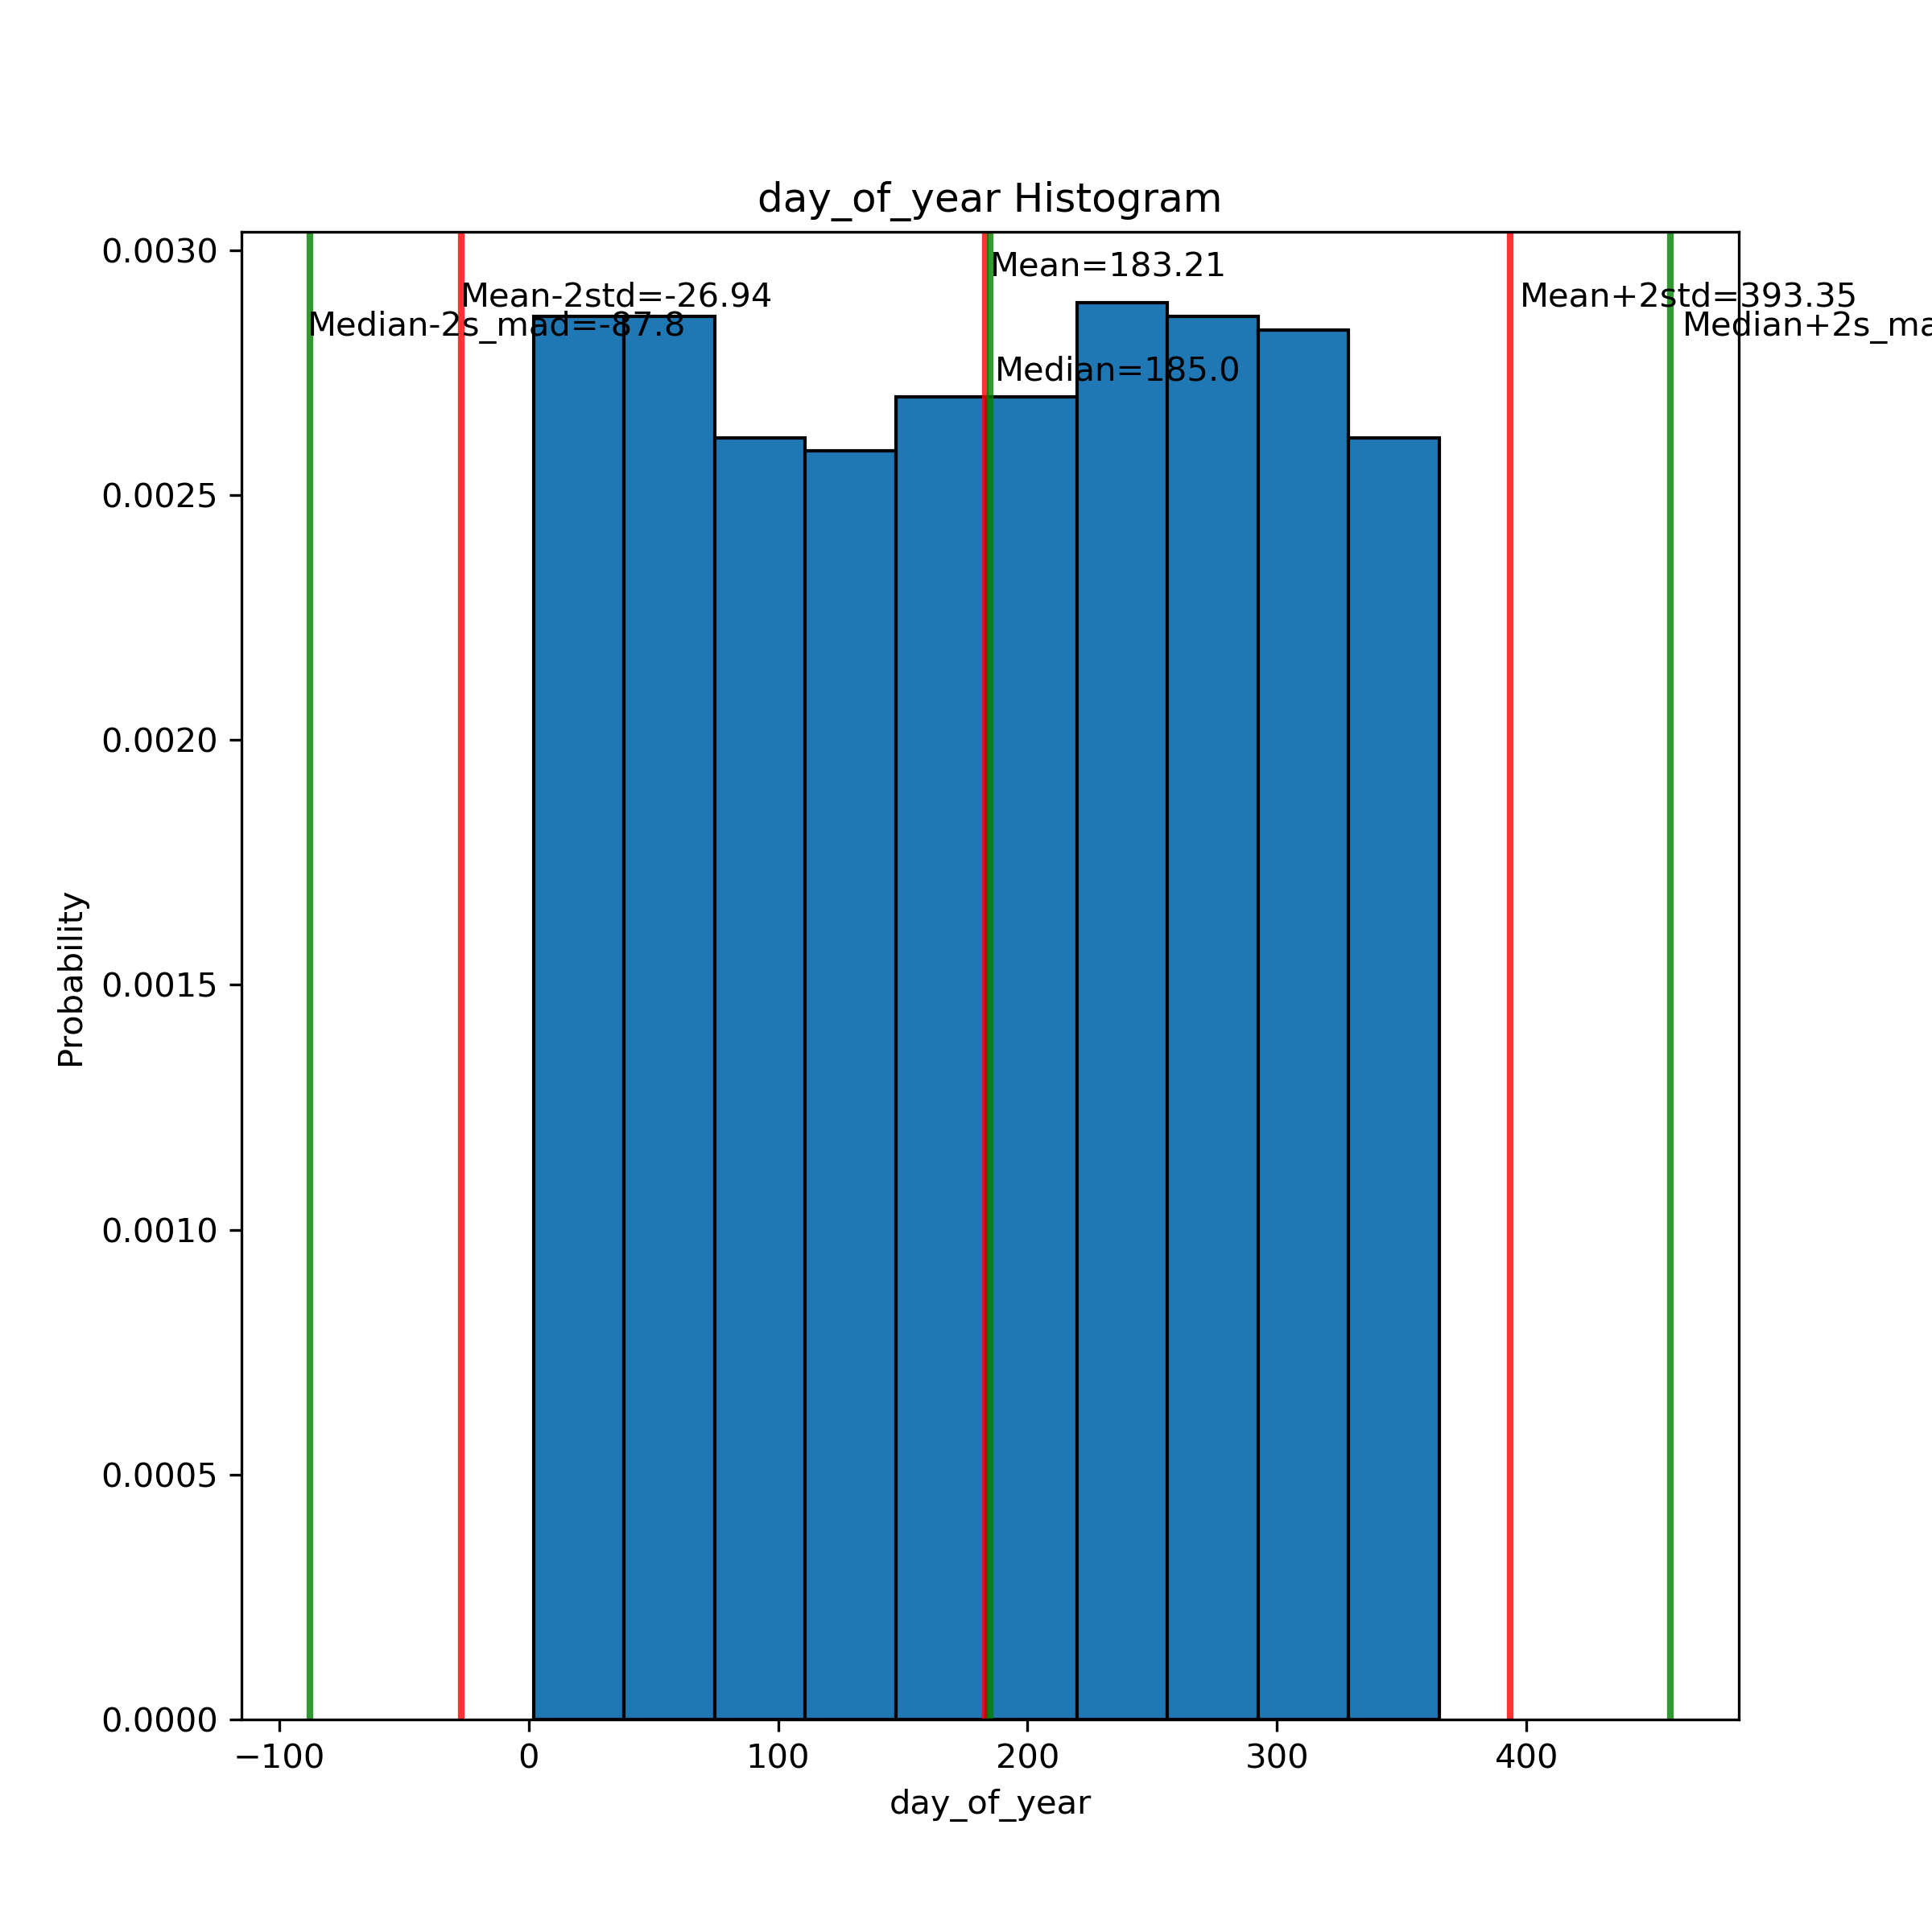 day_of_year Histogram
0.0030
0.0025
0.0020
0.0015
0.0010
0.0005
0.0000
Probability
Mean=183.21
Mean-2std=-26.94
Mean+2std=393.35
Median-2s_mad=-87.8
Median+2s_ma
Median=185.0
−100
0
100
200
300
400
day_of_year